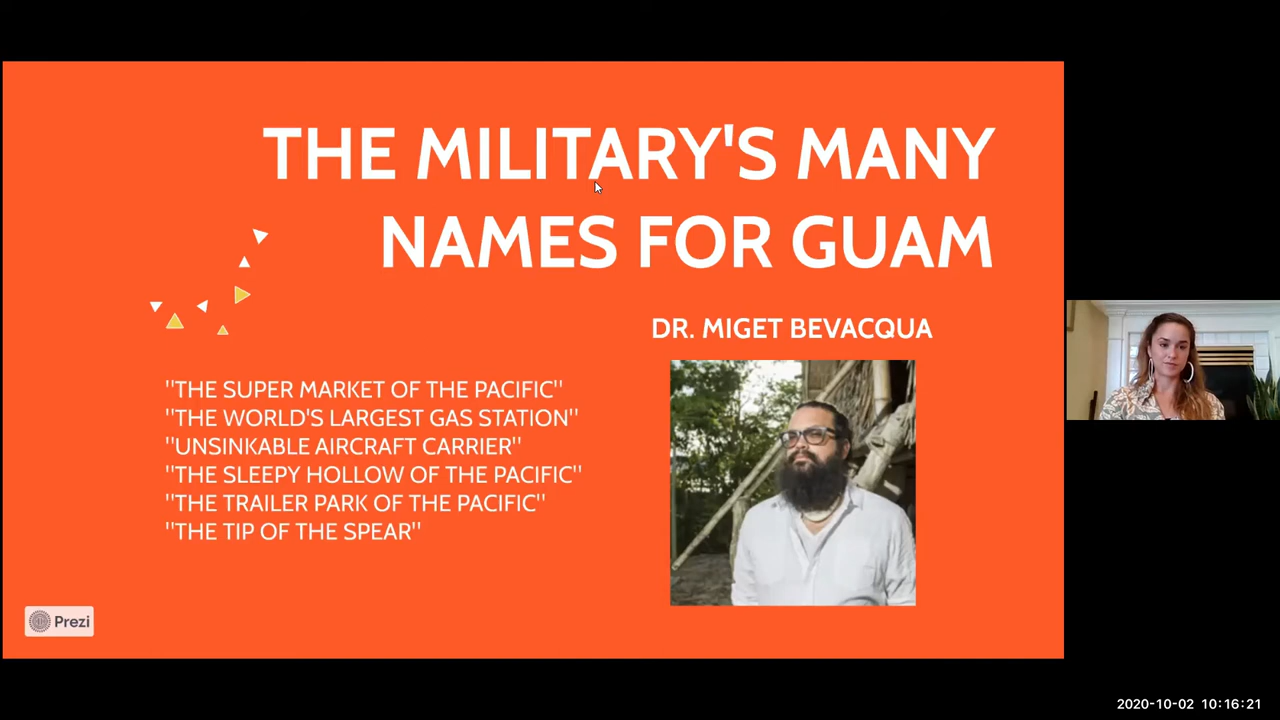 THE MILITARY'S MANY
NAMES FOR GUAM
DR. MIGET BEVACQUA
"THE SUPER MARKET OF THE PACIFIC"
"THE WORLD'S LARGEST GAS STATION"
"UNSINKABLE AIRCRAFT CARRIER"
"THE SLEEPY HOLLOW OF THE PACIFIC"
"THE TRAILER PARK OF THE PACIFIC"
"THE TIP OF THE SPEAR"
Prezi
2020-10-02 10:16:21